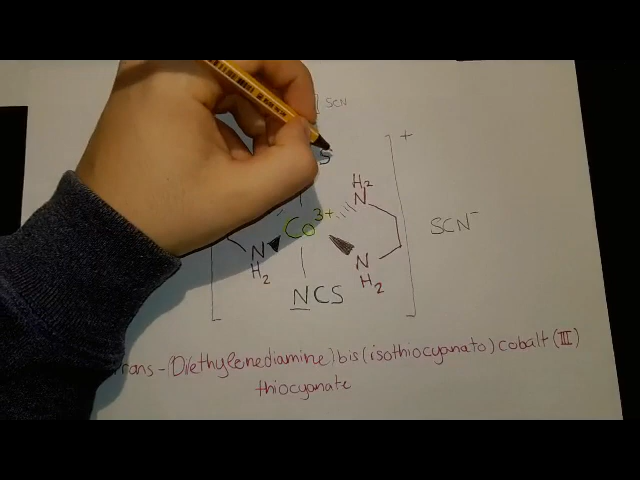 ] SCN
S
+
H2
N
Co3+
SCN-
N
H2
N
H2
NCS
rans-(Diethylenediamine)bis(isothiocyanato)cobalt(III)
thiocyanate